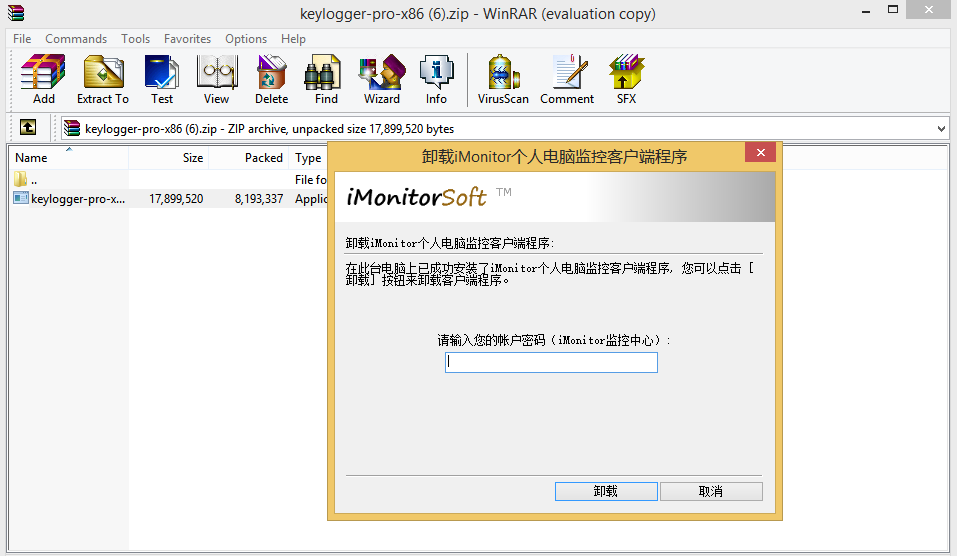 keylogger-pro-x86 (6).zip - WinRAR (evaluation copy)
File Commands Tools Favorites Options Help
Add Extract To Test View Delete Find Wizard Info VirusScan Comment SFX
keylogger-pro-x86 (6).zip - ZIP archive, unpacked size 17,899,520 bytes
Name Size Packed Type
.. File fo
keylogger-pro-x... 17,899,520 8,193,337 Applic
卸载iMonitor个人电脑监控客户端程序
iMonitorSoft TM
卸载iMonitor个人电脑监控客户端程序:
在此台电脑上已成功安装了iMonitor个人电脑监控客户端程序, 您可以点击 [
卸载] 按钮来卸载客户端程序。
请输入您的帐户密码（iMonitor监控中心）:
卸载 取消